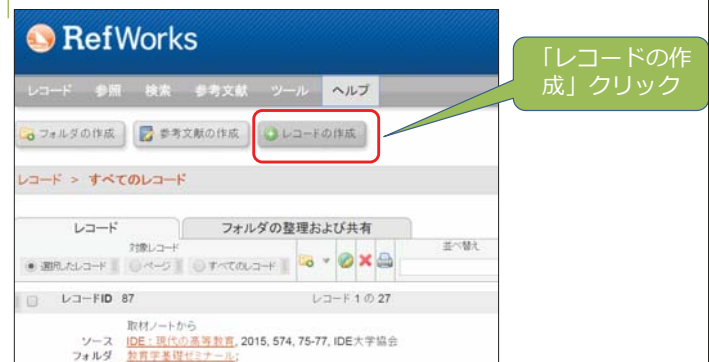 RefWorks
「レコードの作
成」クリック
レコード 参照 検索 参考文献 ツール ヘルプ
フォルダの作成 参考文献の作成 レコードの作成
レコード > すべてのレコード
レコード フォルダの整理および共有
対象レコード 並べ替え
選択したレコード ページ すべてのレコード
レコードID 87 レコード 1 の 27
取材ノートから
ソース IDE：現代の高等教育, 2015, 574, 75-77, IDE大学協会
フォルダ 教育学基礎ゼミナール;